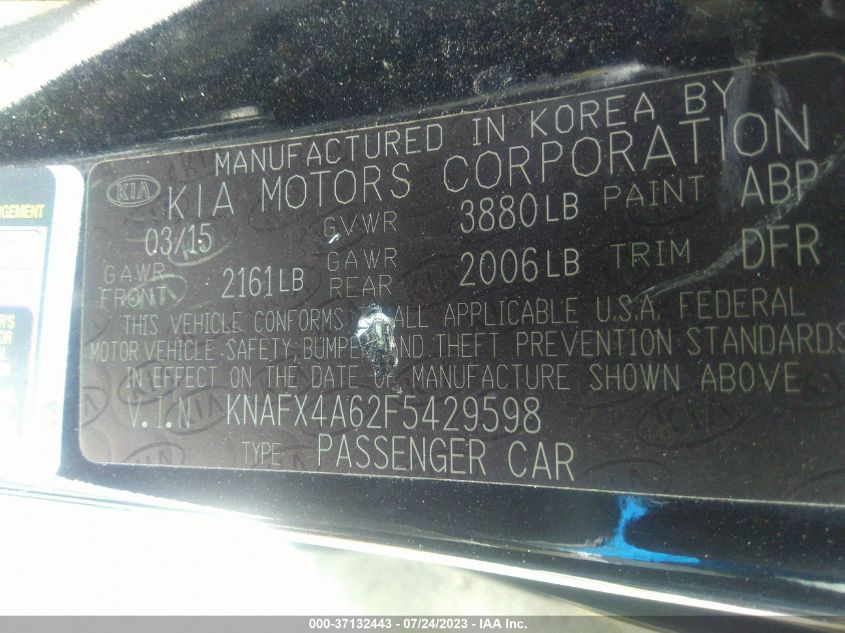 MANUFACTURED IN KOREA BY
KIA KIA MOTORS CORPORATION
03/15 GVWR 3880LB PAINT ABP
GAWR FRONT 2161LB GAWR REAR 2006LB TRIM DFR
THIS VEHICLE CONFORMS ALL APPLICABLE U.S.A. FEDERAL
MOTOR VEHICLE SAFETY, BUMPER AND THEFT PREVENTION STANDARDS
IN EFFECT ON THE DATE OF MANUFACTURE SHOWN ABOVE
V.I.N KNAFX4A62F5429598
TYPE PASSENGER CAR
000-37132443 - 07/24/2023 - IAA Inc.